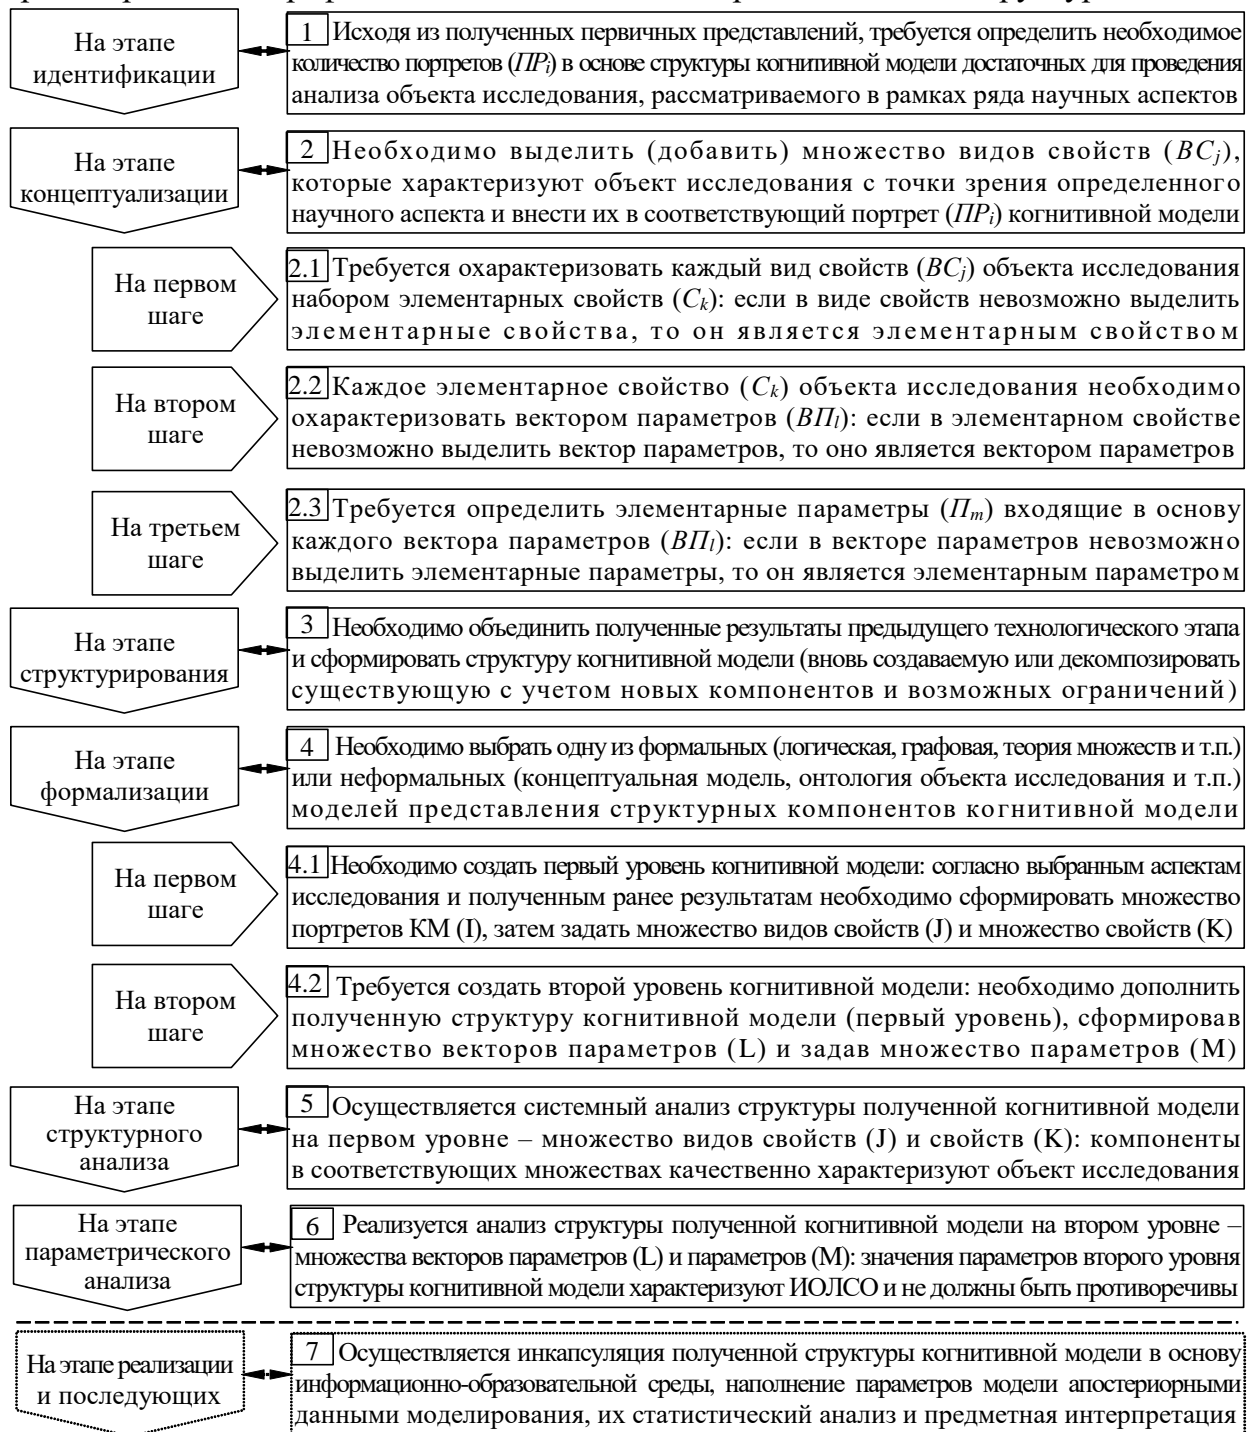 На этапе
идентификации
1 Исходя из полученных первичных представлений, требуется определить необходимое
количество портретов (ПРi) в основе структуры когнитивной модели достаточных для проведения
анализа объекта исследования, рассматриваемого в рамках ряда научных аспектов
На этапе
концептуализации
2 Необходимо выделить (добавить) множество видов свойств (ВСj),
которые характеризуют объект исследования с точки зрения определенного
научного аспекта и внести их в соответствующий портрет (ПРi) когнитивной модели
На первом
шаге
2.1 Требуется охарактеризовать каждый вид свойств (ВСj) объекта исследования
набором элементарных свойств (Сk): если в виде свойств невозможно выделить
элементарные свойства, то он является элементарным свойством
На втором
шаге
2.2 Каждое элементарное свойство (Сk) объекта исследования необходимо
охарактеризовать вектором параметров (ВПl): если в элементарном свойстве
невозможно выделить вектор параметров, то оно является вектором параметров
На третьем
шаге
2.3 Требуется определить элементарные параметры (Пm) входящие в основу
каждого вектора параметров (ВПl): если в векторе параметров невозможно
выделить элементарные параметры, то он является элементарным параметром
На этапе
структурирования
3 Необходимо объединить полученные результаты предыдущего технологического этапа
и сформировать структуру когнитивной модели (вновь создаваемую или декомпозировать
существующую с учетом новых компонентов и возможных ограничений)
На этапе
формализации
4 Необходимо выбрать одну из формальных (логическая, графовая, теория множеств и т.п.)
или неформальных (концептуальная модель, онтология объекта исследования и т.п.)
моделей представления структурных компонентов когнитивной модели
На первом
шаге
4.1 Необходимо создать первый уровень когнитивной модели: согласно выбранным аспектам
исследования и полученным ранее результатам необходимо сформировать множество
портретов КМ (I), затем задать множество видов свойств (J) и множество свойств (K)
На втором
шаге
4.2 Требуется создать второй уровень когнитивной модели: необходимо дополнить
полученную структуру когнитивной модели (первый уровень), сформировав
множество векторов параметров (L) и задав множество параметров (M)
На этапе
структурного
анализа
5 Осуществляется системный анализ структуры полученной когнитивной модели
на первом уровне – множество видов свойств (J) и свойств (K): компоненты
в соответствующих множествах качественно характеризуют объект исследования
На этапе
параметрического
анализа
6 Реализуется анализ структуры полученной когнитивной модели на втором уровне –
множества векторов параметров (L) и параметров (M): значения параметров второго уровня
структуры когнитивной модели характеризуют ИОЛСО и не должны быть противоречивы
На этапе реализации
и последующих
7 Осуществляется инкапсуляция полученной структуры когнитивной модели в основу
информационно-образовательной среды, наполнение параметров модели апостериорными
данными моделирования, их статистический анализ и предметная интерпретация